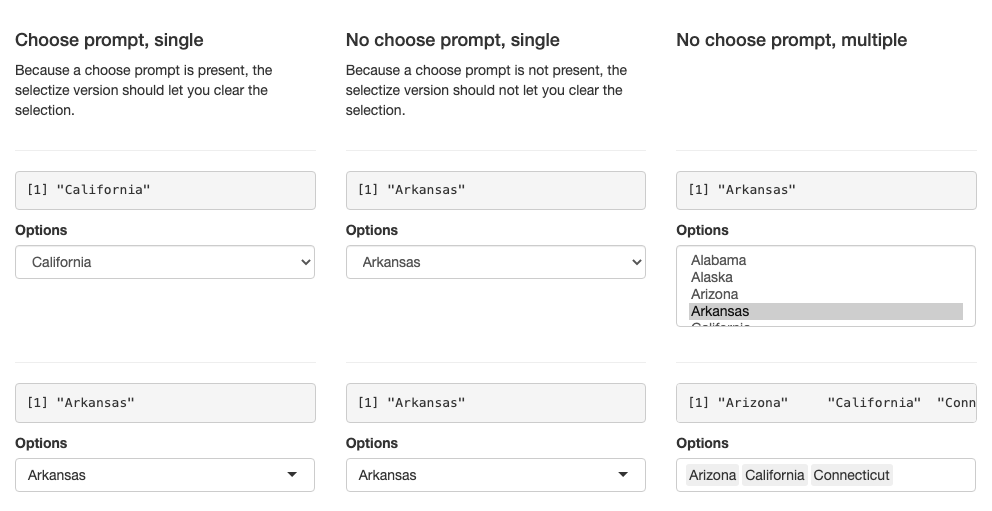 Choose prompt, single
Because a choose prompt is present, the
selectize version should let you clear the
selection.
No choose prompt, single
Because a choose prompt is not present, the
selectize version should not let you clear the
selection.
No choose prompt, multiple
[1] "California"
Options
California
[1] "Arkansas"
Options
Arkansas
[1] "Arkansas"
Options
Alabama
Alaska
Arizona
Arkansas
California
[1] "Arkansas"
Options
Arkansas
[1] "Arkansas"
Options
Arkansas
[1] "Arizona"     "California"  "Conn
Options
Arizona California Connecticut